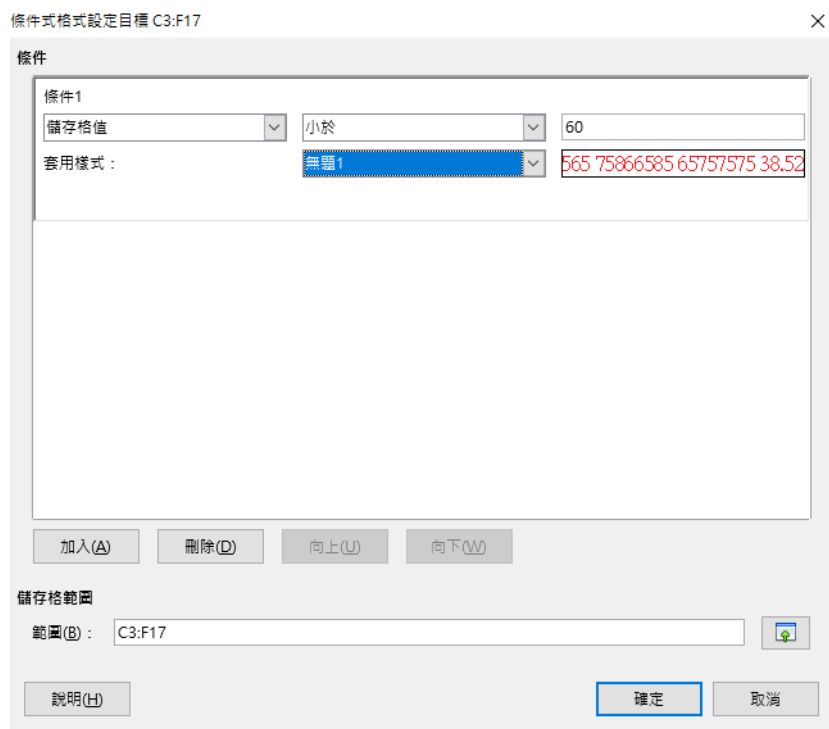 條件式格式設定目標 C3:F17
條件
條件1
儲存格值 小於 60
套用樣式： 無題1 565 75866585 65757575 38.52
加入(A) 刪除(D) 向上(U) 向下(W)
儲存格範圍
範圍(B)： C3:F17
說明(H) 確定 取消